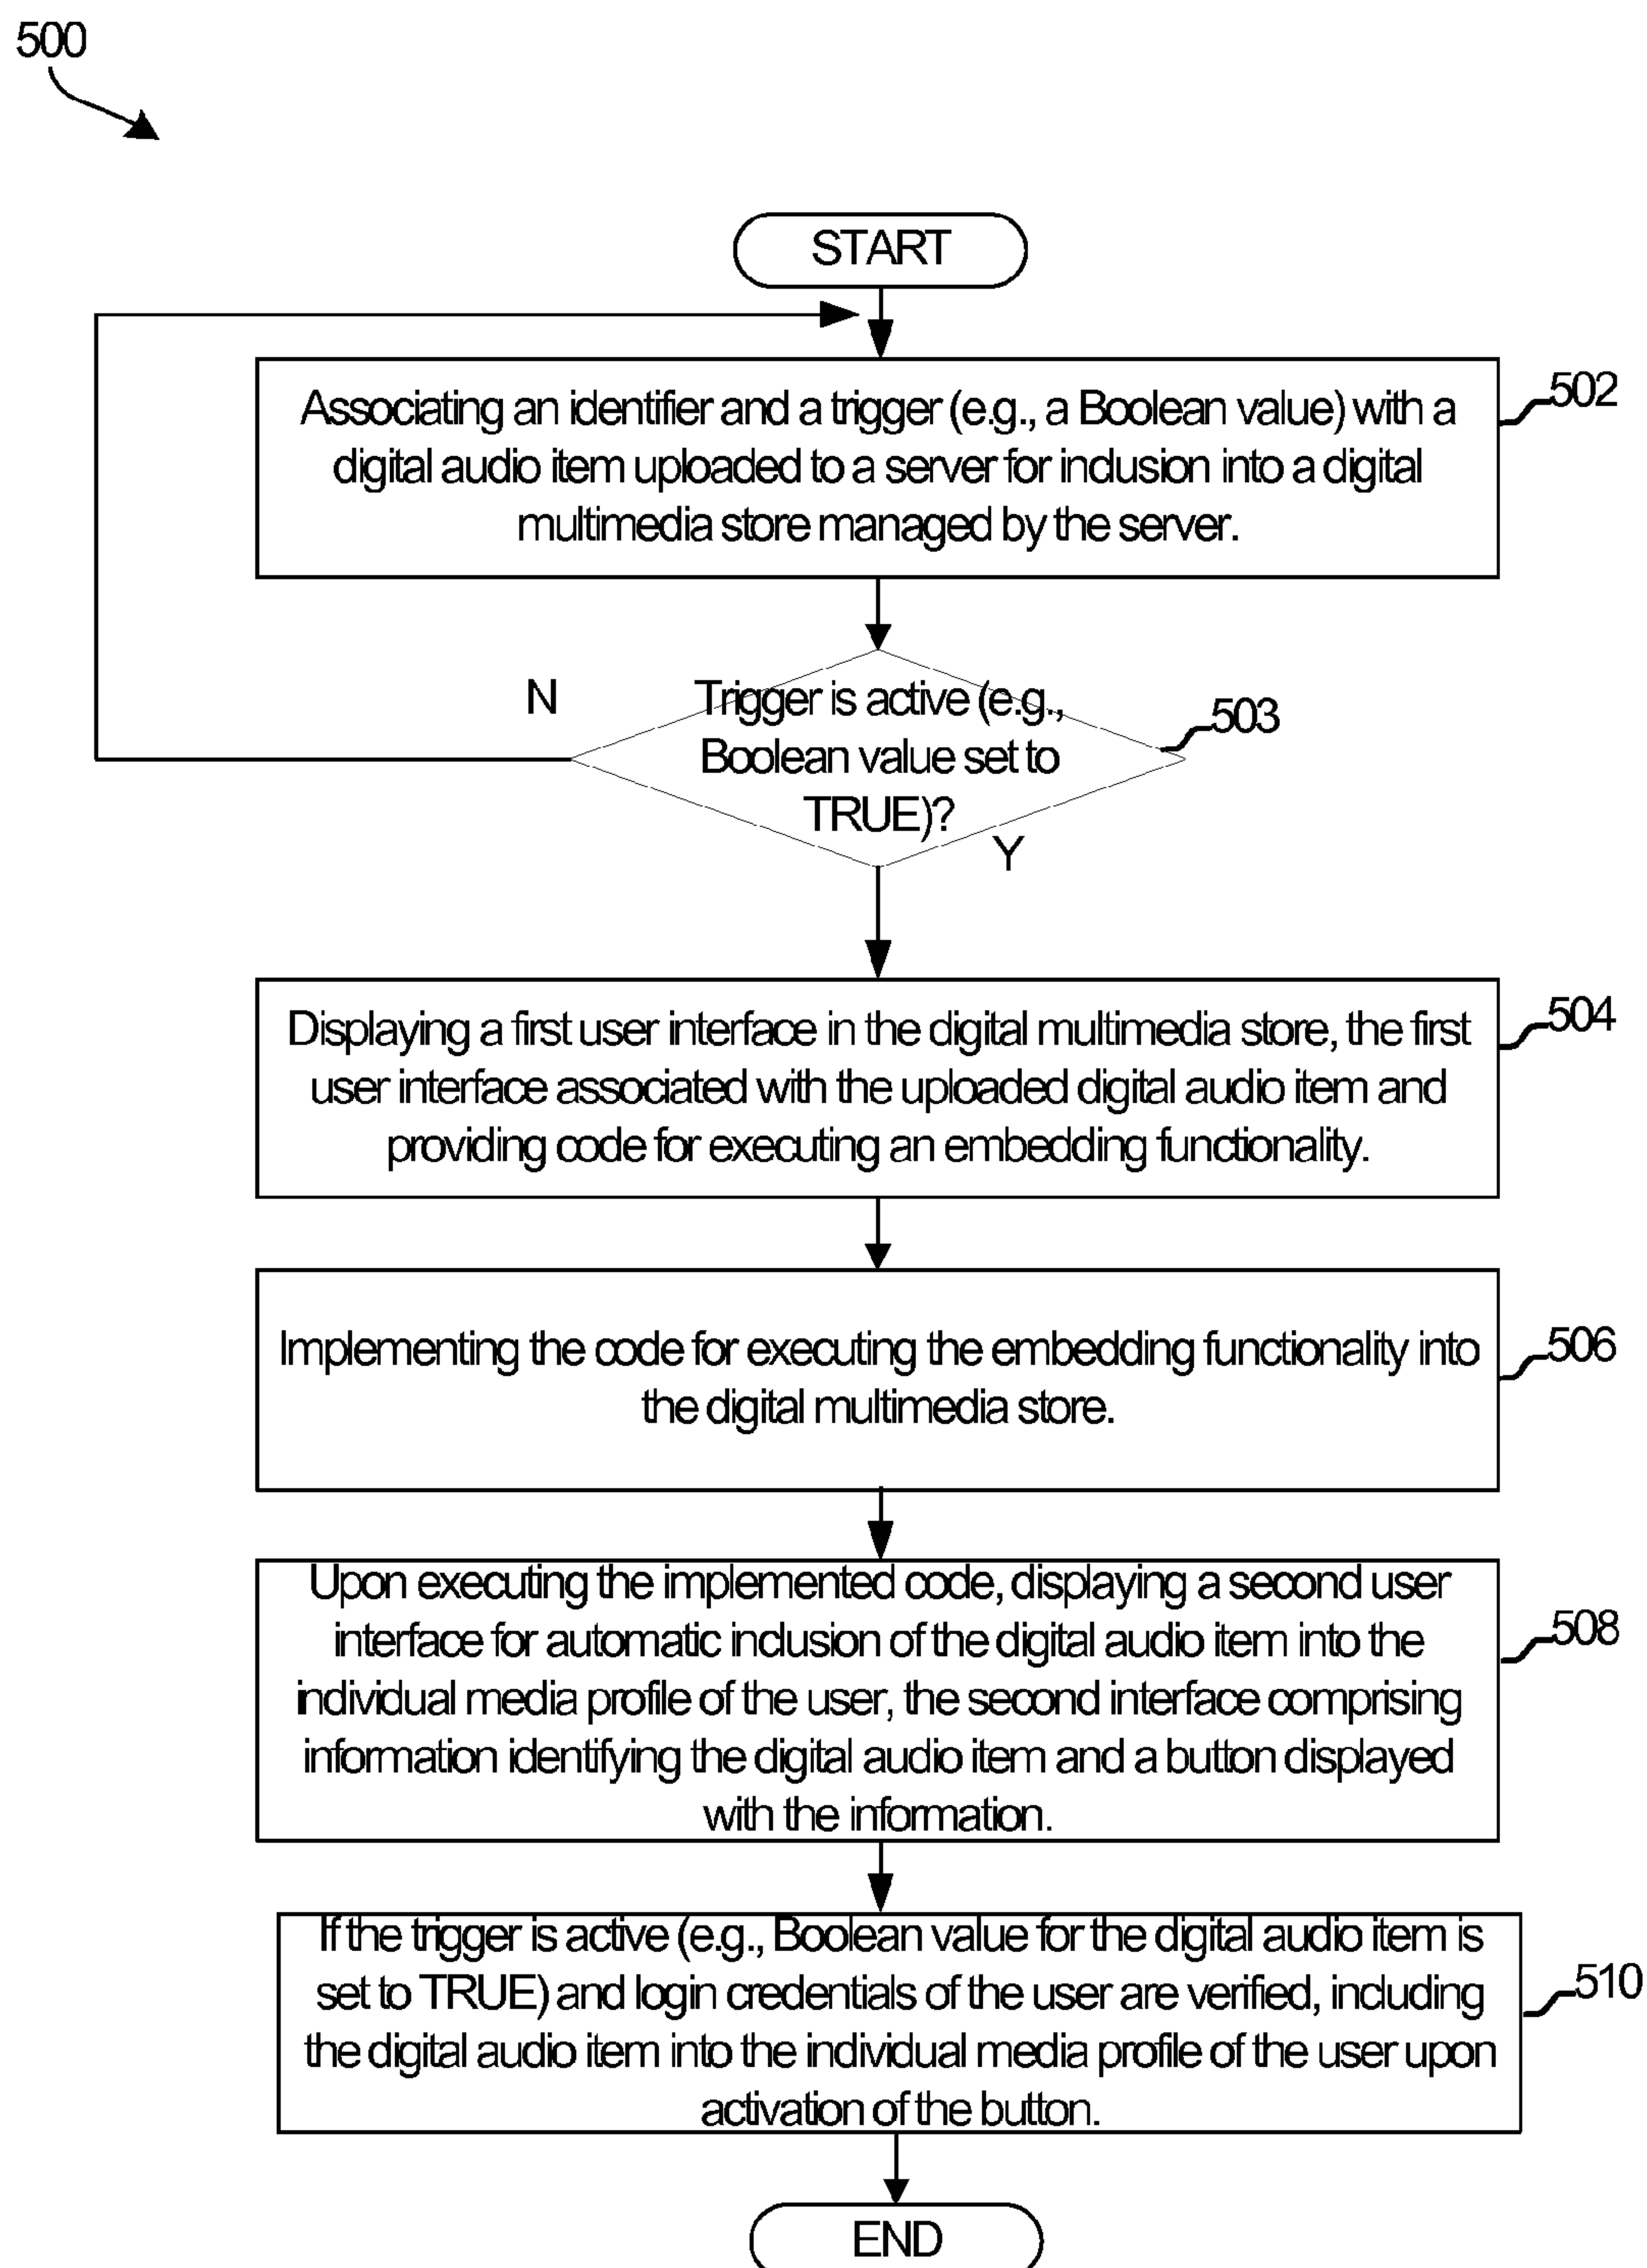 500
START
Associating an identifier and a trigger (e.g., a Boolean value) with a
digital audio item uploaded to a server for inclusion into a digital
multimedia store managed by the server.
502
N
Trigger is active (e.g.,
Boolean value set to
TRUE)?
503
Y
Displaying a first user interface in the digital multimedia store, the first
user interface associated with the uploaded digital audio item and
providing code for executing an embedding functionality.
504
Implementing the code for executing the embedding functionality into
the digital multimedia store.
506
Upon executing the implemented code, displaying a second user
interface for automatic inclusion of the digital audio item into the
individual media profile of the user, the second interface comprising
information identifying the digital audio item and a button displayed
with the information.
508
If the trigger is active (e.g., Boolean value for the digital audio item is
set to TRUE) and login credentials of the user are verified, including
the digital audio item into the individual media profile of the user upon
activation of the button.
510
END